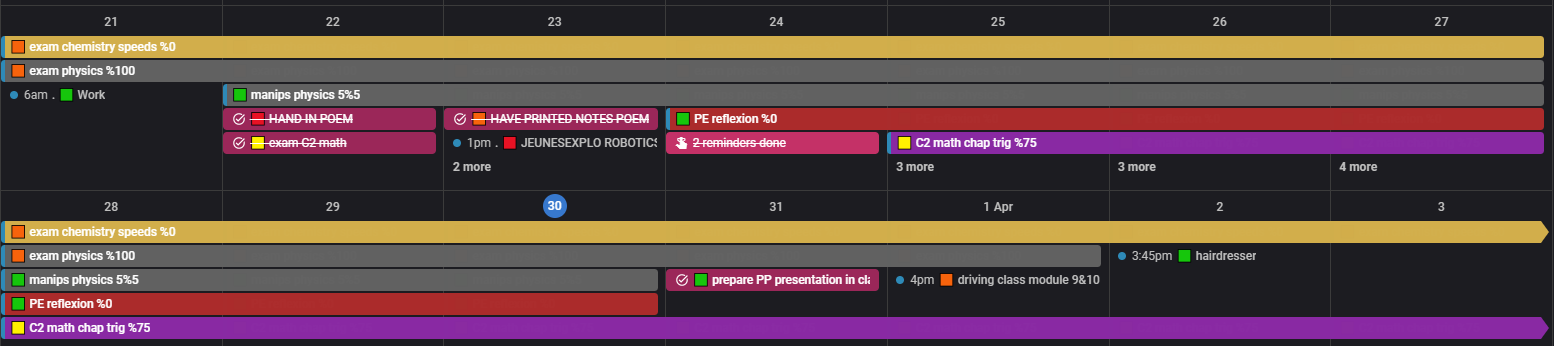 21 22 23 24 25 26 27
exam chemistry speeds %0
exam physics %100
6am . Work manips physics 5%5
HAND IN POEM HAVE PRINTED NOTES POEM PE reflexion %0
exam C2 math 1pm . JEUNESEXPLO ROBOTICS 2 reminders done C2 math chap trig %75
2 more 3 more 3 more 4 more
28 29 30 31 1 Apr 2 3
exam chemistry speeds %0
exam physics %100 3:45pm hairdresser
manips physics 5%5 prepare PP presentation in cla 4pm driving class module 9&10
PE reflexion %0
C2 math chap trig %75